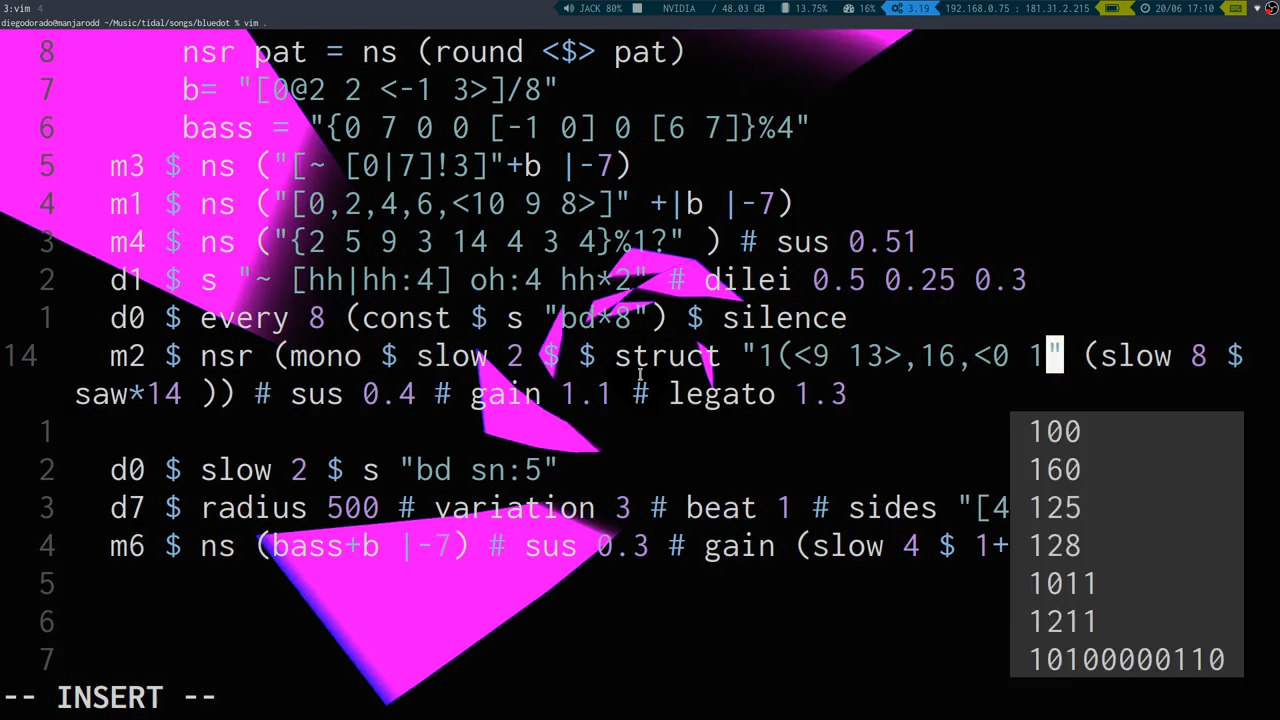 3:vim 4 JACK 80% NVIDIA / 48.03 GB 13.75% 16% 3.19 192.168.0.75 · 181.31.2.215 20/06 17:10
diegodorado@manjarodd ~/Music/tidal/songs/bluedot % vim .
8 nsr pat = ns (round <$> pat)
7 b= "[0@2 2 <-1 3>]/8"
6 bass = "{0 7 0 0 [-1 0] 0 [6 7]}%4"
5 m3 $ ns ("[~ [0|7]!3]"+b |-7)
4 m1 $ ns ("[0,2,4,6,<10 9 8>]" +|b |-7)
3 m4 $ ns ("{2 5 9 3 14 4 3 4}%1?" ) # sus 0.51
2 d1 $ s "~ [hh|hh:4] oh:4 hh*2" # dilei 0.5 0.25 0.3
1 d0 $ every 8 (const $ s "bd*8") $ silence
14 m2 $ nsr (mono $ slow 2 $ $ struct "1(<9 13>,16,<0 1" (slow 8 $
saw*14 )) # sus 0.4 # gain 1.1 # legato 1.3
1
2 d0 $ slow 2 $ s "bd sn:5"
3 d7 $ radius 500 # variation 3 # beat 1 # sides "[4
4 m6 $ ns (bass+b |-7) # sus 0.3 # gain (slow 4 $ 1+
5
6
7
100
160
125
128
1011
1211
10100000110
-- INSERT --